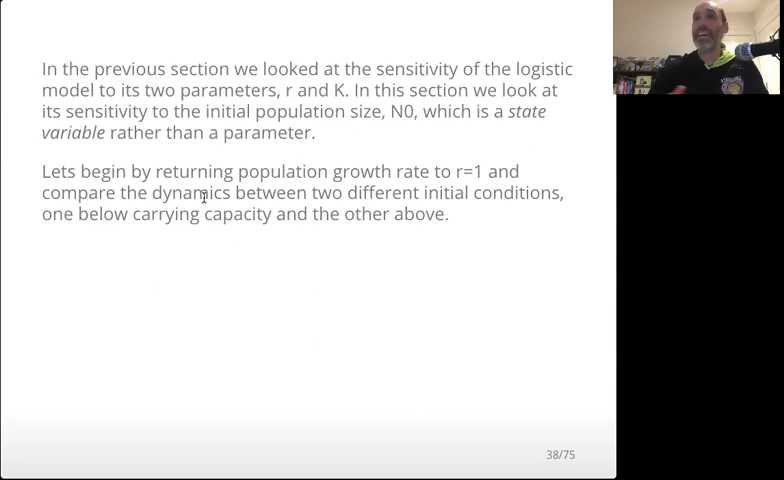 In the previous section we looked at the sensitivity of the logistic
model to its two parameters, r and K. In this section we look at
its sensitivity to the initial population size, N0, which is a state
variable rather than a parameter.
Lets begin by returning population growth rate to r=1 and
compare the dynamics between two different initial conditions,
one below carrying capacity and the other above.
38/75